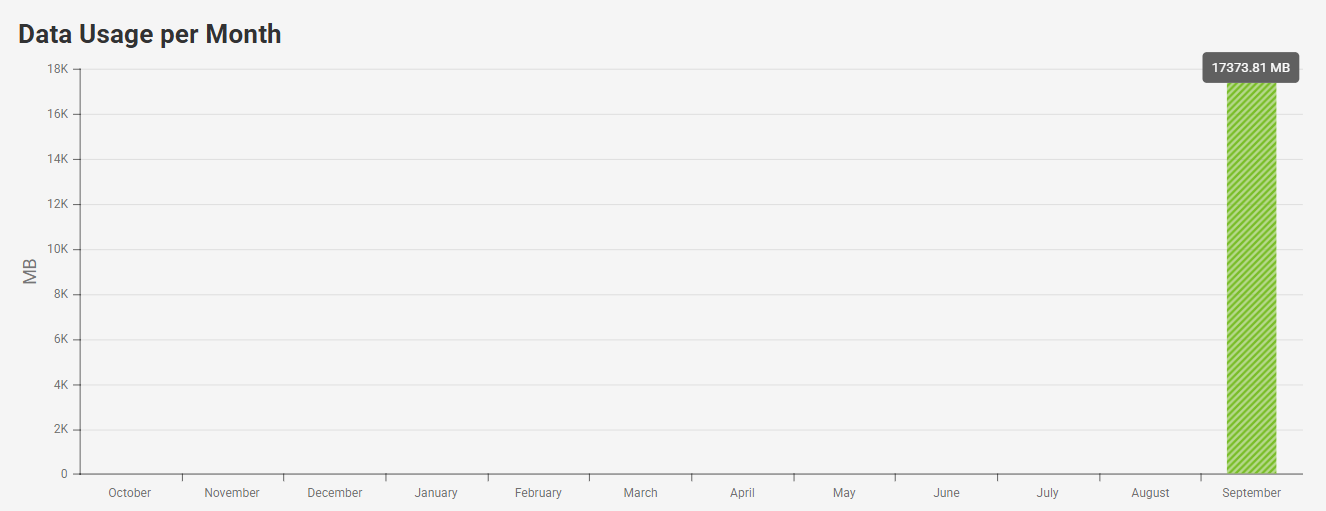 Data Usage per Month
17373.81 MB
18K
16K
14K
12K
10K
8K
6K
4K
2K
0
MB
October November December January February March April May June July August September